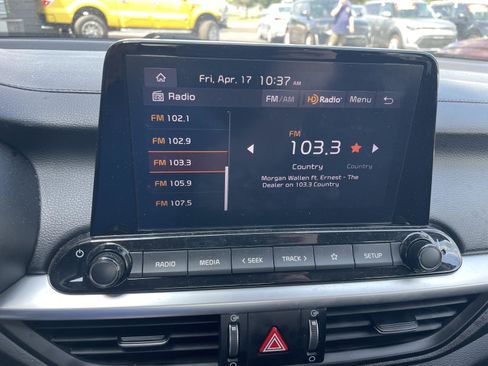 Fri, Apr. 17 10:37 AM
Radio FM/AM HD Radio Menu
FM 102.1
FM 102.9
FM 103.3
FM 105.9
FM 107.5
FM
103.3
Country Country
Morgan Wallen ft. Ernest - The
Dealer on 103.3 Country
RADIO MEDIA < SEEK TRACK > SETUP